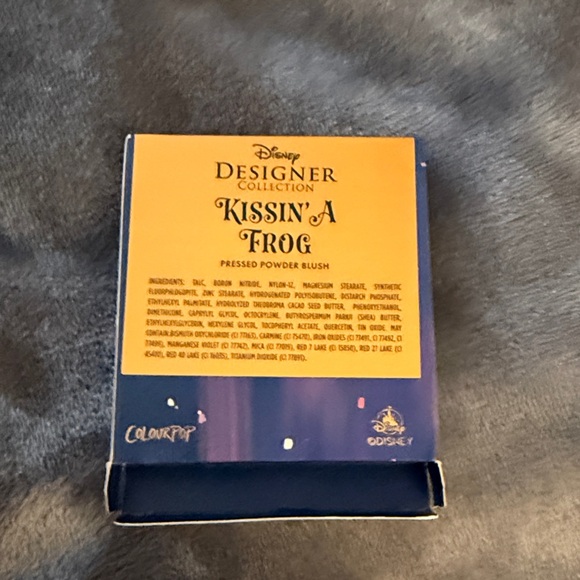 Disney
DESIGNER
COLLECTION
KISSIN' A
FROG
PRESSED POWDER BLUSH
INGREDIENTS: TALC, BORON NITRIDE, NYLON-12, MAGNESIUM STEARATE, SYNTHETIC
FLUORPHLOGOPITE, ZINC STEARATE, HYDROGENATED POLYISOBUTENE, DISTARCH PHOSPHATE,
ETHYLHEXYL PALMITATE, HYDROLYZED THEOBROMA CACAO SEED BUTTER, PHENOXYETHANOL,
DIMETHICONE, CAPRYLYL GLYCOL, OCTOCRYLENE, BUTYROSPERMUM PARKII (SHEA) BUTTER,
ETHYLHEXYLGLYCERIN, HEXYLENE GLYCOL, TOCOPHERYL ACETATE, QUERCETIN, TIN OXIDE. MAY
CONTAIN:BISMUTH OXYCHLORIDE (CI 77163), CARMINE (CI 75470), IRON OXIDES (CI 77491, CI 77492, CI
77499), MANGANESE VIOLET (CI 77742), MICA (CI 77019), RED 7 LAKE (CI 15850), RED 27 LAKE (CI
45410), RED 40 LAKE (CI 16035), TITANIUM DIOXIDE (CI 77891).
COLOURPOP
Disney
©DISNEY